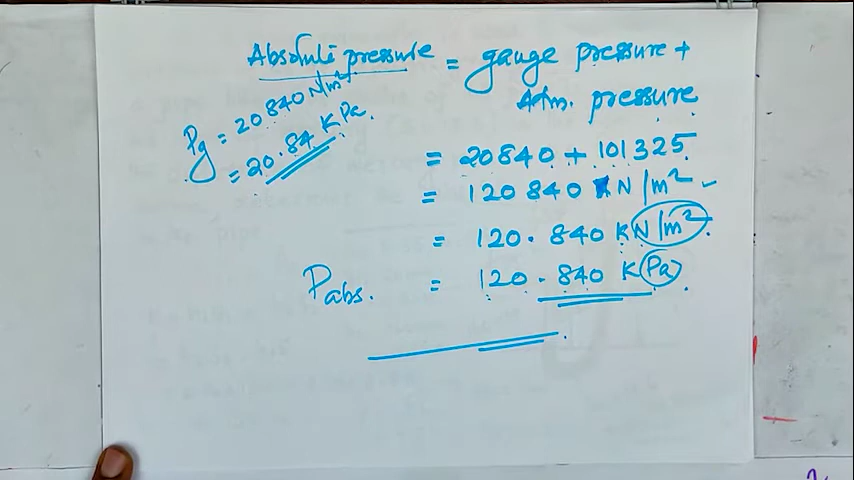 Absolute pressure = gauge pressure +
Atm. pressure
Pg = 20840 N/m²
= 20.84 KPa.
= 20840 + 101325
= 120840 N/m²
= 120.840 KN/m².
Pabs. = 120.840 KPa.